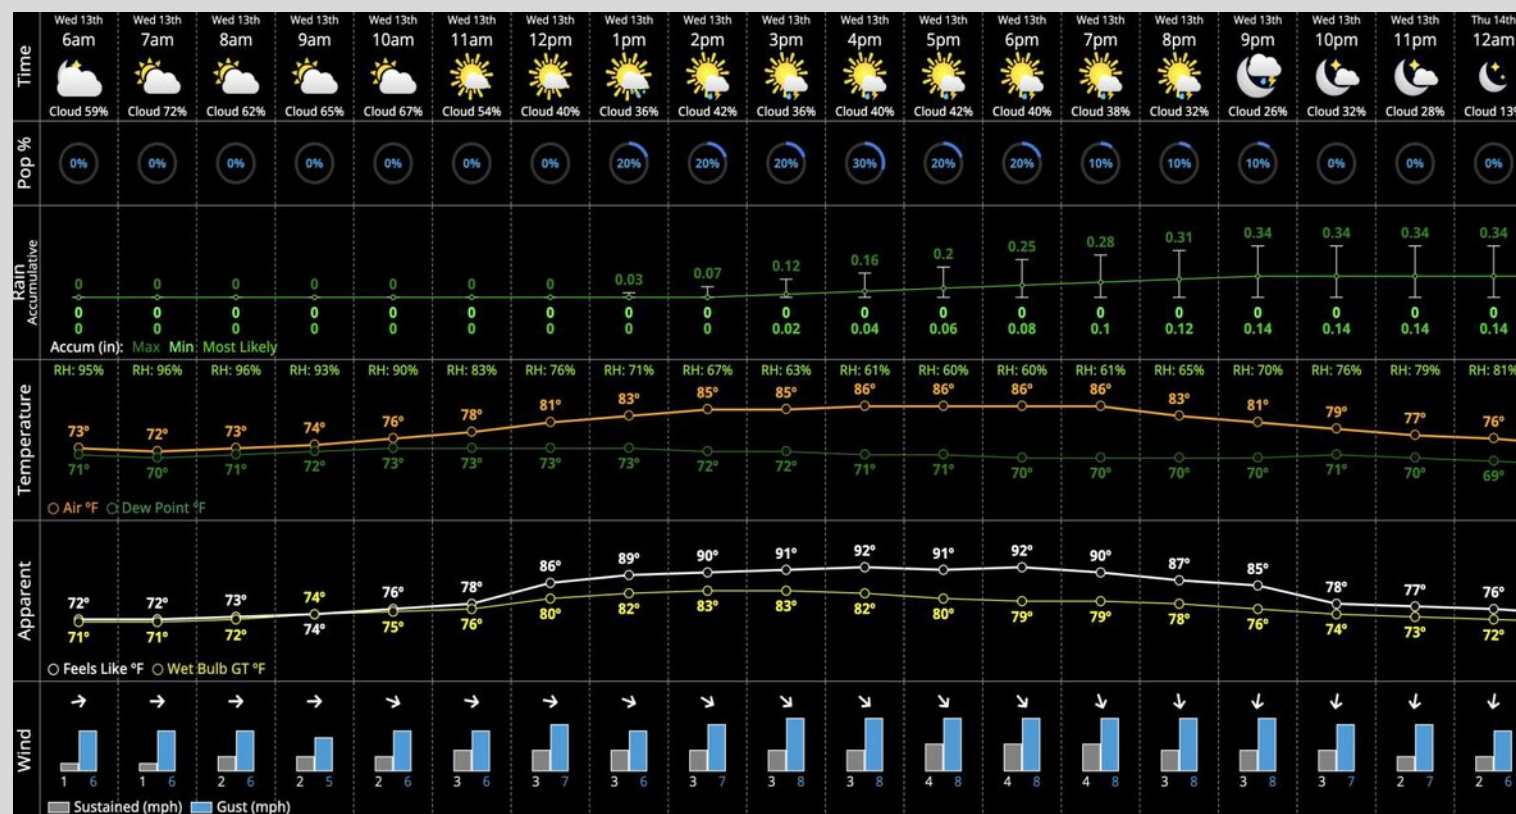 Wed 13th Wed 13th Wed 13th Wed 13th Wed 13th Wed 13th Wed 13th Wed 13th Wed 13th Wed 13th Wed 13th Wed 13th Wed 13th Wed 13th Wed 13th Wed 13th Wed 13th Wed 13th Thu 14th
Time
6am 7am 8am 9am 10am 11am 12pm 1pm 2pm 3pm 4pm 5pm 6pm 7pm 8pm 9pm 10pm 11pm 12am
Cloud 59% Cloud 72% Cloud 62% Cloud 65% Cloud 67% Cloud 54% Cloud 40% Cloud 36% Cloud 42% Cloud 36% Cloud 40% Cloud 42% Cloud 40% Cloud 38% Cloud 32% Cloud 26% Cloud 32% Cloud 28% Cloud 13%
Pop %
0% 0% 0% 0% 0% 0% 0% 20% 20% 20% 30% 20% 20% 10% 10% 10% 0% 0% 0%
Rain
Accumulative
0 0 0 0 0 0 0 0.03 0.07 0.12 0.16 0.2 0.25 0.28 0.31 0.34 0.34 0.34 0.34
0 0 0 0 0 0 0 0 0 0 0 0 0 0 0 0 0 0 0
0 0 0 0 0 0 0 0 0 0.02 0.04 0.06 0.08 0.1 0.12 0.14 0.14 0.14 0.14
Accum (in): Max Min Most Likely
Temperature
RH: 95% RH: 96% RH: 96% RH: 93% RH: 90% RH: 83% RH: 76% RH: 71% RH: 67% RH: 63% RH: 61% RH: 60% RH: 60% RH: 61% RH: 65% RH: 70% RH: 76% RH: 79% RH: 81%
73° 72° 73° 74° 76° 78° 81° 83° 85° 85° 86° 86° 86° 86° 83° 81° 79° 77° 76°
71° 70° 71° 72° 73° 73° 73° 73° 72° 72° 71° 71° 70° 70° 70° 70° 71° 70° 69°
Air ºF Dew Point ºF
Apparent
72° 72° 73° 74° 76° 78° 86° 89° 90° 91° 92° 91° 92° 90° 87° 85° 78° 77° 76°
71° 71° 72° 74° 75° 76° 80° 82° 83° 83° 82° 80° 79° 79° 78° 76° 74° 73° 72°
Feels Like ºF Wet Bulb GT ºF
Wind
1 6 1 6 2 6 2 5 2 6 3 6 3 7 3 6 3 7 3 8 3 8 4 8 4 8 4 8 3 8 3 8 3 7 2 7 2 6
Sustained (mph) Gust (mph)